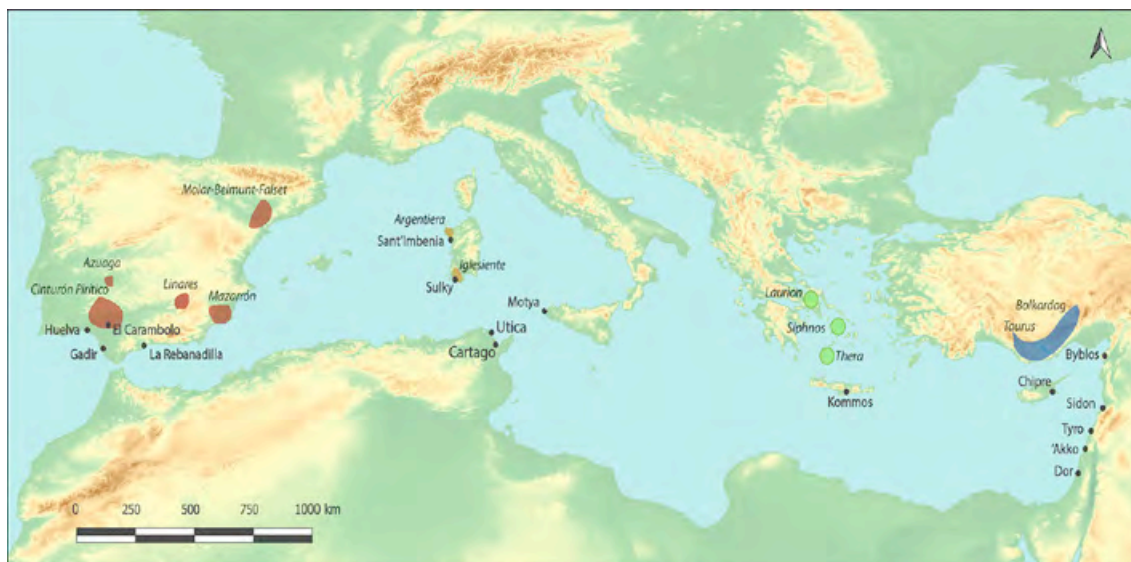 Molar-Belmunt-Falset
Argentiera
Sant'Imbenia
Azuaga
Iglesiente
Cinturón Pirítico
Linares
Sulky
Mazarrón
Laurion
Bolkardag
Motya
Huelva
El Carambolo
Utica
Siphnos
Taurus
Gadir
La Rebanadilla
Cartago
Thera
Byblos
Chipre
Kommos
Sidon
Tyro
'Akko
Dor
0 250 500 750 1000 km